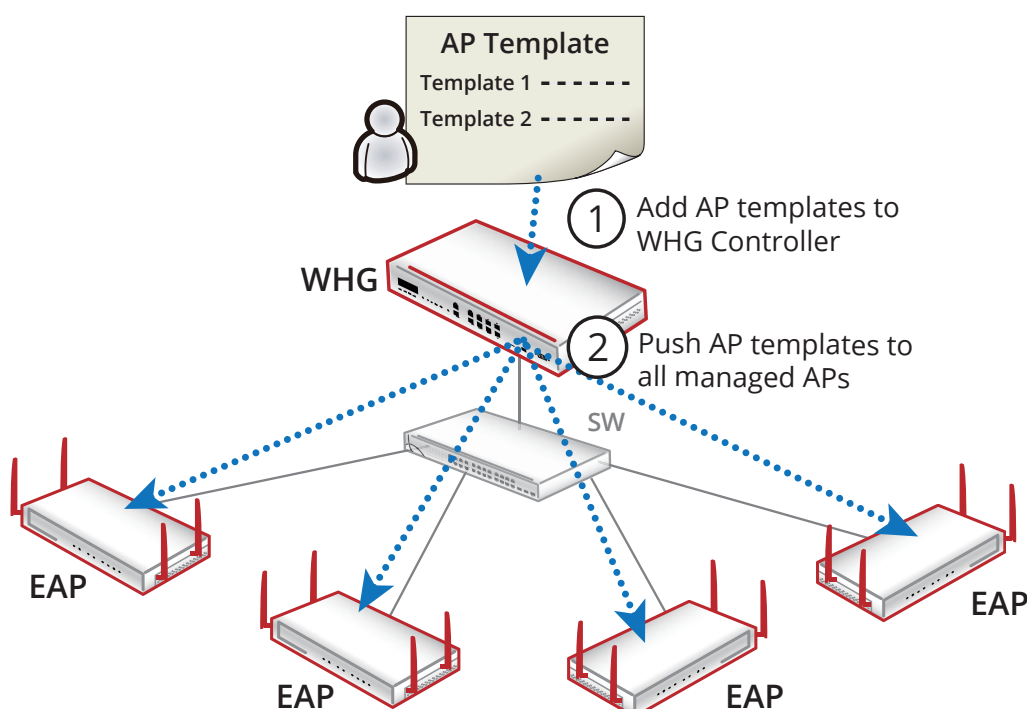 AP Template
Template 1 - - - - - -
Template 2 - - - - - -
1
Add AP templates to
WHG Controller
WHG
2
Push AP templates to
all managed APs
SW
EAP
EAP
EAP
EAP